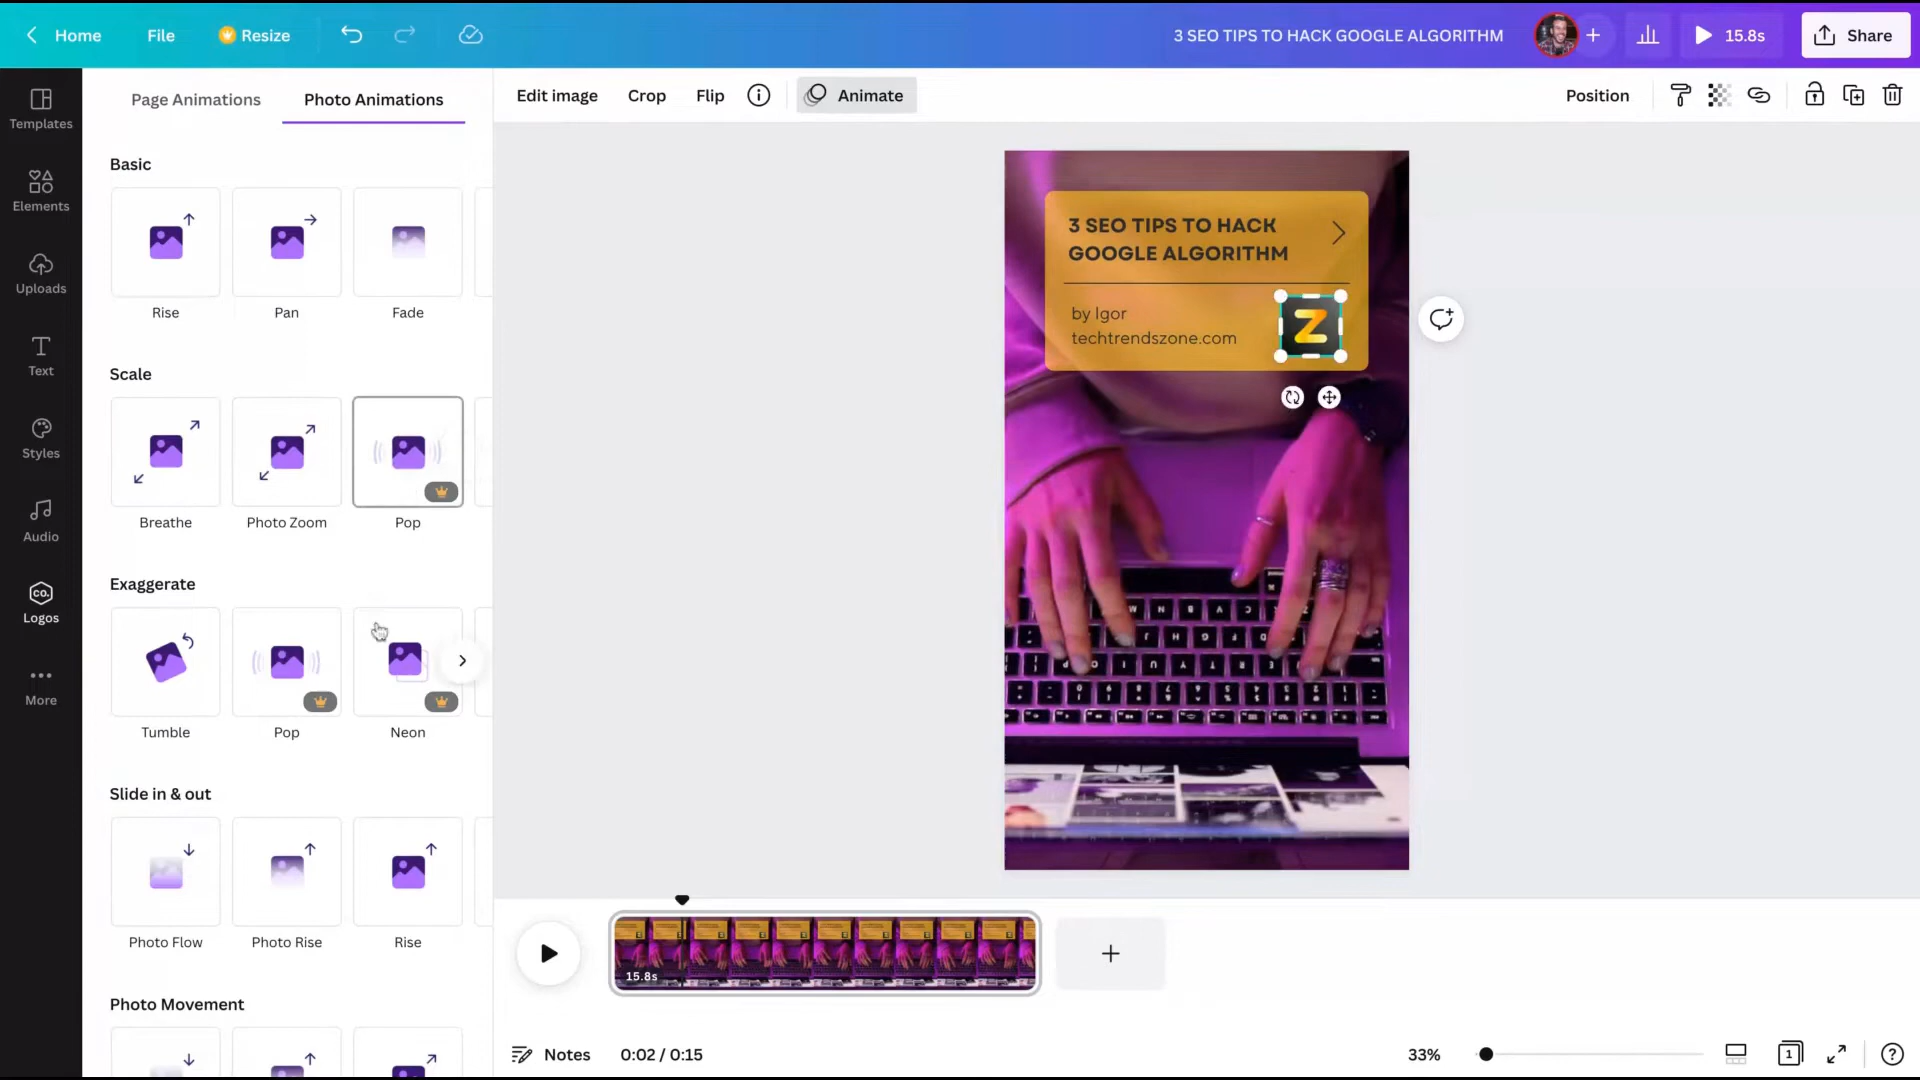 Home
File
Resize
3 SEO TIPS TO HACK GOOGLE ALGORITHM
15.8s
Share
Templates
Elements
Uploads
Text
Styles
Audio
CO.
Logos
More
Page Animations
Photo Animations
Basic
Rise
Pan
Fade
Scale
Breathe
Photo Zoom
Pop
Exaggerate
Tumble
Pop
Neon
Slide in & out
Photo Flow
Photo Rise
Rise
Photo Movement
Edit image
Crop
Flip
Animate
Position
3 SEO TIPS TO HACK
GOOGLE ALGORITHM
by Igor
techtrendszone.com
Z
15.8s
Notes
0:02 / 0:15
33%
1